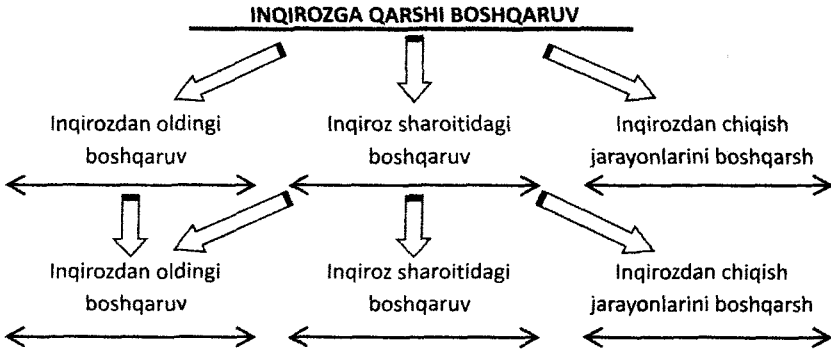 INQIROZGA QARSHI BOSHQARUV
Inqirozdan oldingi
boshqaruv
Inqiroz sharoitidagi
boshqaruv
Inqirozdan chiqish
jarayonlarini boshqarsh
Inqirozdan oldingi
boshqaruv
Inqiroz sharoitidagi
boshqaruv
Inqirozdan chiqish
jarayonlarini boshqarsh